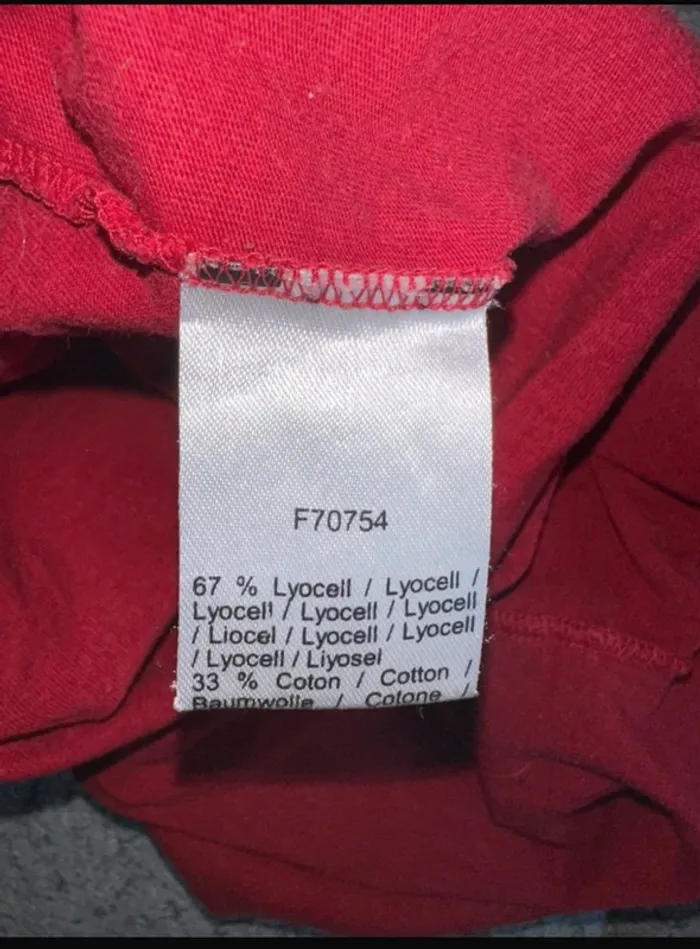 F70754
67 % Lyocell / Lyocell /
Lyocell / Lyocell / Lyocell
/ Liocel / Lyocell / Lyocell
/ Lyocell / Liyosel
33 % Coton / Cotton /
Baumwolle / Cotone /